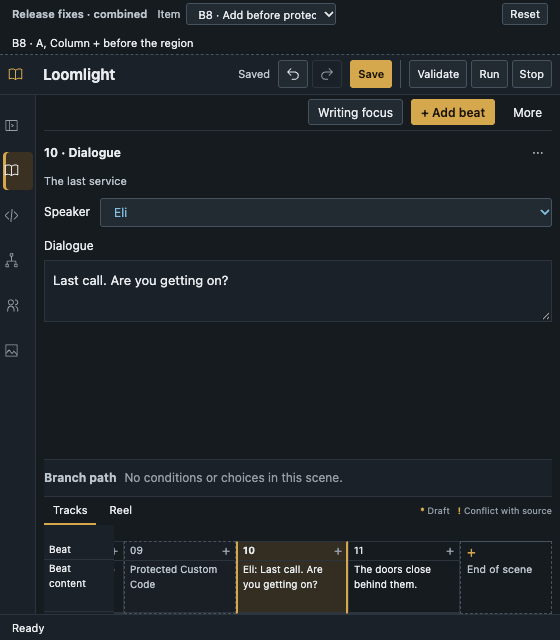 Release fixes · combined Item B8 · Add before protec Reset
B8 · A, Column + before the region
Loomlight Saved Save Validate Run Stop
Writing focus + Add beat More
10 · Dialogue ...
The last service
Speaker Eli
Dialogue
Last call. Are you getting on?
Branch path No conditions or choices in this scene.
Tracks Reel * Draft ! Conflict with source
Beat + 09 + 10 + 11 + +
Beat content
Protected Custom Code
Eli: Last call. Are you getting on?
The doors close behind them.
End of scene
Ready